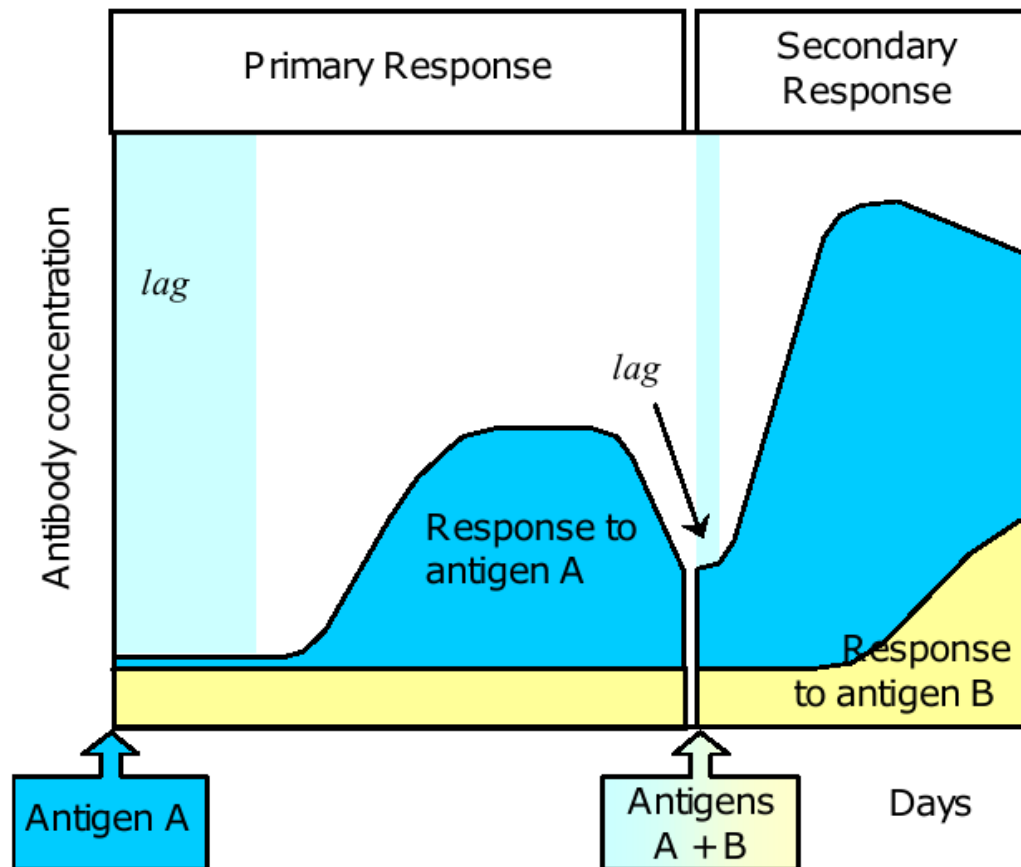 Primary Response
Secondary
Response
Antibody concentration
lag
lag
Response to
antigen A
Response
to antigen B
Antigen A
Antigens
A + B
Days